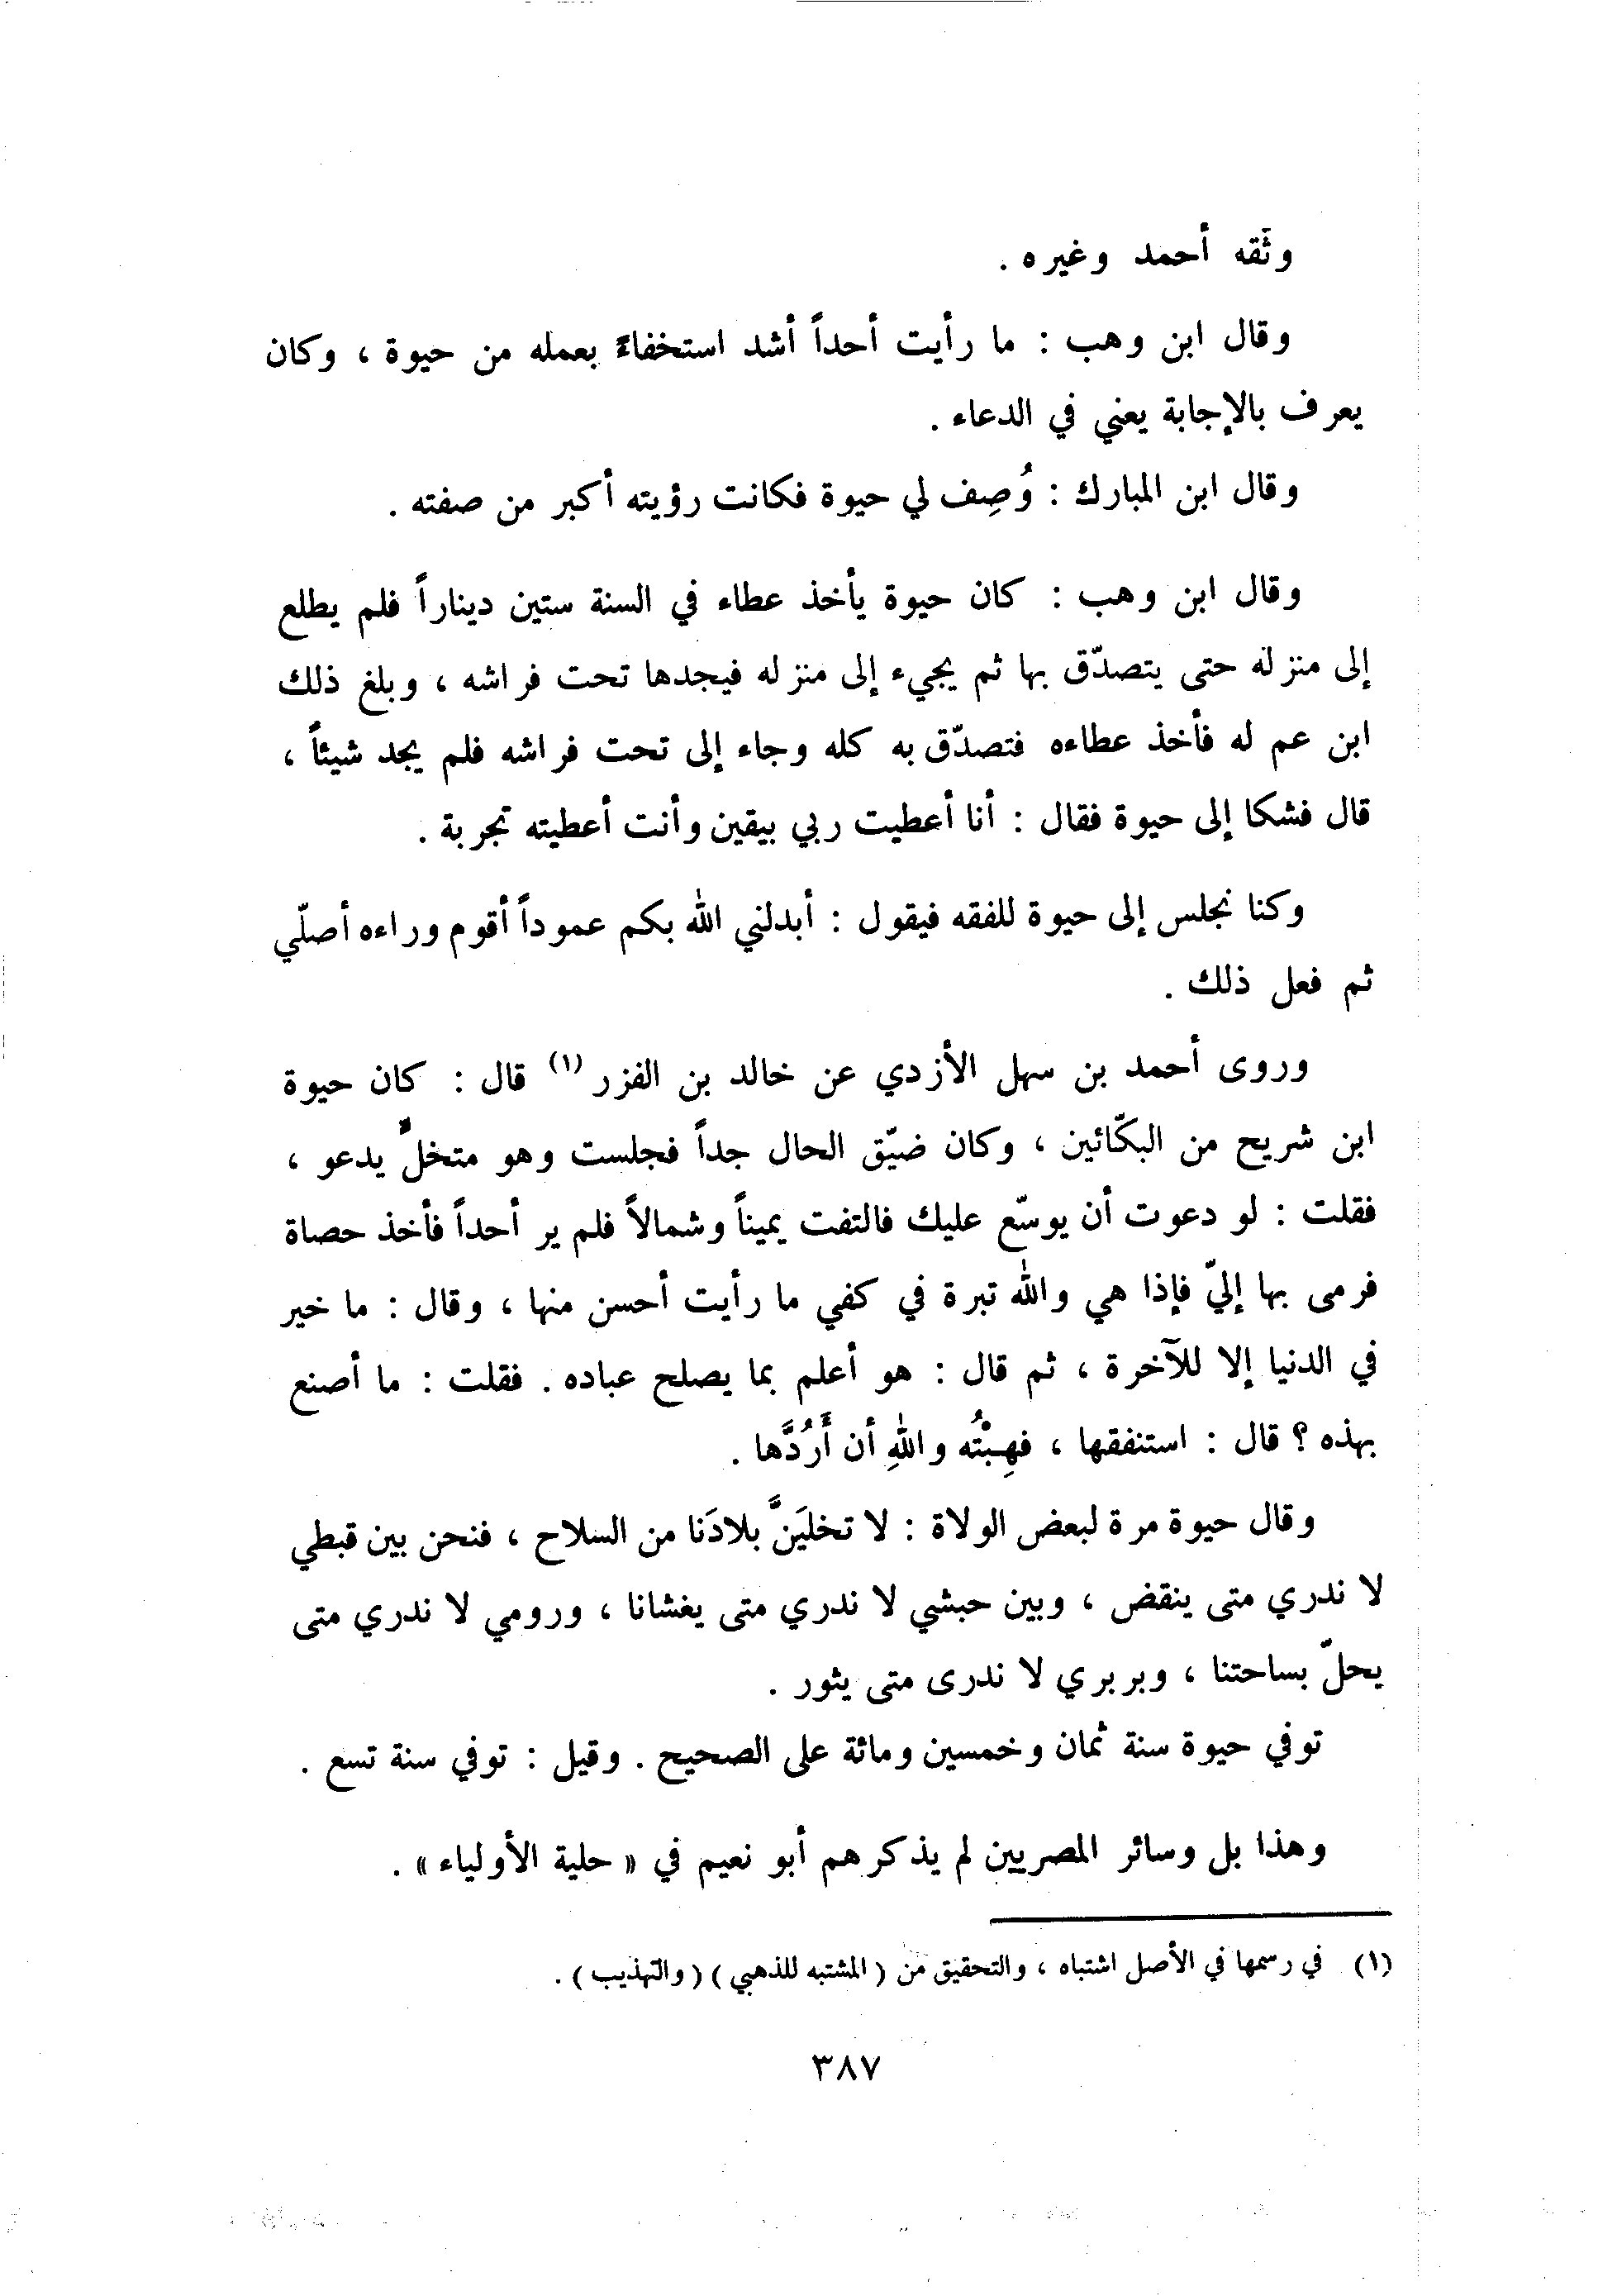 وثَقه أحمد وغيره .
وقال ابن وهب : ما رأيت أحداً أشد استخفاءً بعمله من حيوة ، وكان
يعرف بالإجابة يعني في الدعاء .
وقال ابن المبارك : وُصِف لي حيوة فكانت رؤيته أكبر من صفته .
وقال ابن وهب : كان حيوة يأخذ عطاء في السنة ستين ديناراً فلم يطلع
إلى منزله حتى يتصدّق بها ثم يجيء إلى منزله فيجدها تحت فراشه ، وبلغ ذلك
ابن عم له فأخذ عطاءه فتصدّق به كله وجاء إلى تحت فراشه فلم يجد شيئاً ،
قال فشكا إلى حيوة فقال : أنا أعطيت ربي بيقين وأنت أعطيته تجربة .
وكنا نجلس إلى حيوة للفقه فيقول : أبدلني الله بكم عموداً أقوم وراءه أصلّي
ثم فعل ذلك .
وروى أحمد بن سهل الأزدي عن خالد بن الفزر (١) قال : كان حيوة
ابن شريح من البكّائين ، وكان ضيّق الحال جداً فجلست وهو متخلٍّ يدعو ،
فقلت : لو دعوت أن يوسّع عليك فالتفت يميناً وشمالاً فلم ير أحداً فأخذ حصاة
فرمى بها إليّ فإذا هي والله تبرة في كفي ما رأيت أحسن منها ، وقال : ما خير
في الدنيا إلا للآخرة ، ثم قال : هو أعلم بما يصلح عباده . فقلت : ما أصنع
بهذه ؟ قال : استنفقها ، فهِبْتُه واللهِ أن أَرُدَّها .
وقال حيوة مرة لبعض الولاة : لا تخليَنَّ بلادَنا من السلاح ، فنحن بين قبطي
لا ندري متى ينقض ، وبين حبشي لا ندري متى يغشانا ، ورومي لا ندري متى
يحلّ بساحتنا ، وبربري لا ندرى متى يثور .
توفي حيوة سنة ثمان وخمسين ومائة على الصحيح . وقيل : توفي سنة تسع .
وهذا بل وسائر المصريين لم يذكرهم أبو نعيم في « حلية الأولياء » .
(١) في رسمها في الأصل اشتباه ، والتحقيق من ( المشتبه للذهبي ) ( والتهذيب ) .
٣٨٧